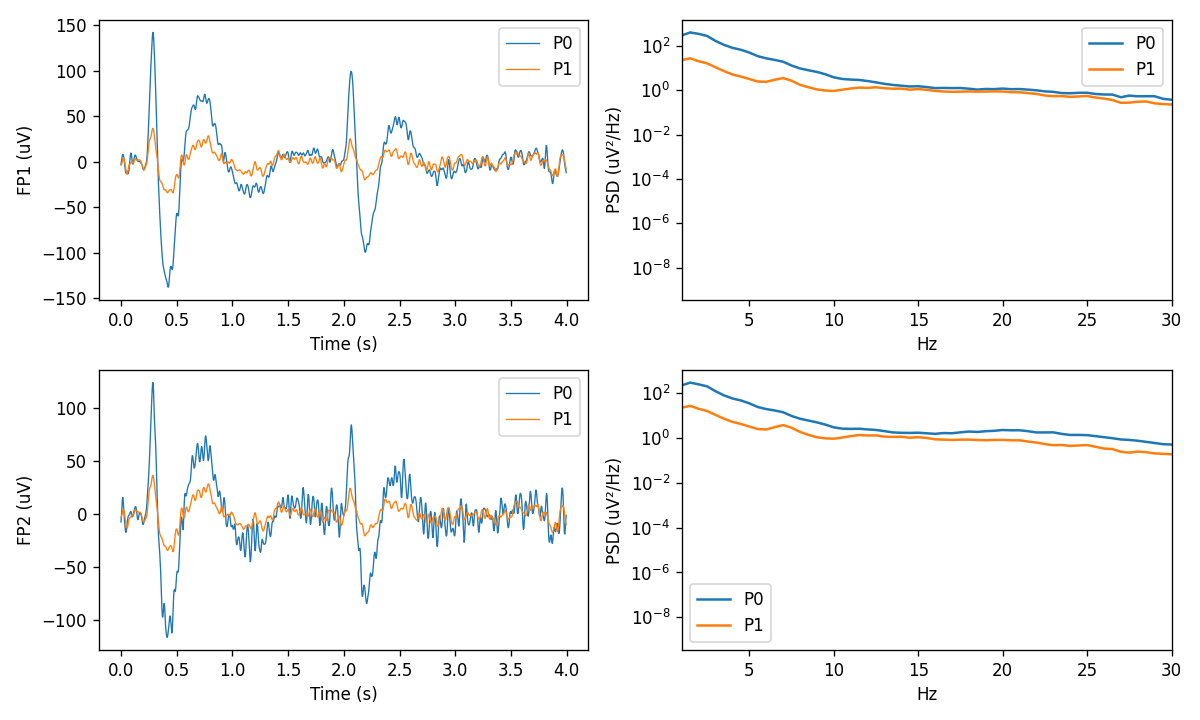 150
100
50
0
−50
−100
−150
FP1 (uV)
P0
P1
0.0 0.5 1.0 1.5 2.0 2.5 3.0 3.5 4.0
Time (s)
10²
10⁰
10⁻²
10⁻⁴
10⁻⁶
10⁻⁸
PSD (uV²/Hz)
P0
P1
5 10 15 20 25 30
Hz
100
50
0
−50
−100
FP2 (uV)
P0
P1
0.0 0.5 1.0 1.5 2.0 2.5 3.0 3.5 4.0
Time (s)
10²
10⁰
10⁻²
10⁻⁴
10⁻⁶
10⁻⁸
PSD (uV²/Hz)
P0
P1
5 10 15 20 25 30
Hz